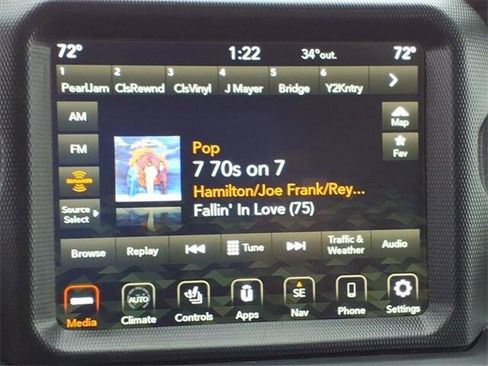 72° 1:22 34°out. 72°
1 2 3 4 5 6
PearlJam ClsRewnd ClsVinyl J Mayer Bridge Y2Kntry
AM
Map
FM
Fav
Pop
7 70s on 7
Hamilton/Joe Frank/Rey...
Fallin' In Love (75)
Source
Select
Browse Replay Tune Traffic & Weather Audio
AUTO SE
Media Climate Controls Apps Nav Phone Settings